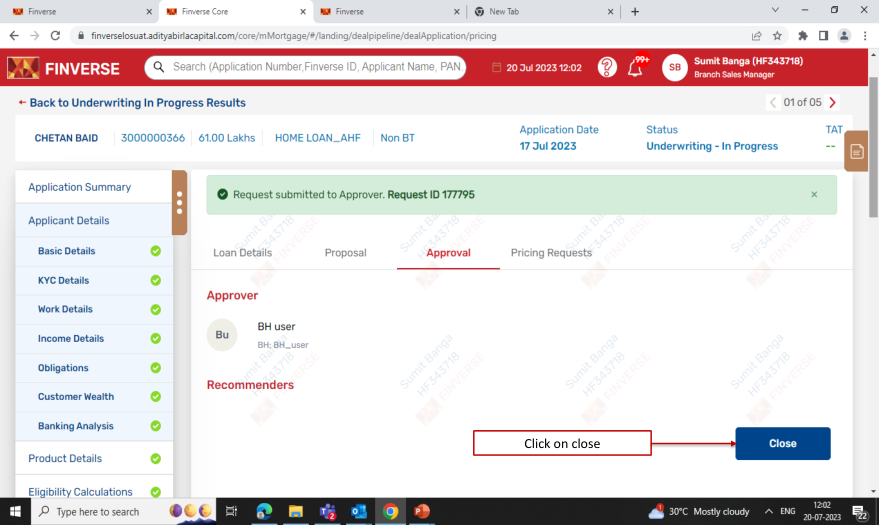 Finverse
Finverse Core
Finverse
New Tab
finverselosuat.adityabirlacapital.com/core/mMortgage/#/landing/dealpipeline/dealApplication/pricing
FINVERSE
Search (Application Number,Finverse ID, Applicant Name, PAN
20 Jul 2023 12:02
99+
SB
Sumit Banga (HF343718)
Branch Sales Manager
Back to Underwriting In Progress Results
01 of 05
CHETAN BAID
3000000366
61.00 Lakhs
HOME LOAN_AHF
Non BT
Application Date
17 Jul 2023
Status
Underwriting - In Progress
TAT
--
Application Summary
Applicant Details
Basic Details
KYC Details
Work Details
Income Details
Obligations
Customer Wealth
Banking Analysis
Product Details
Eligibility Calculations
Request submitted to Approver. Request ID 177795
Loan Details
Proposal
Approval
Pricing Requests
Approver
Bu
BH user
BH; BH_user
Recommenders
Click on close
Close
Sumit Banga
HF343718
FINVERSE
Type here to search
30°C Mostly cloudy
ENG
12:02
20-07-2023
22